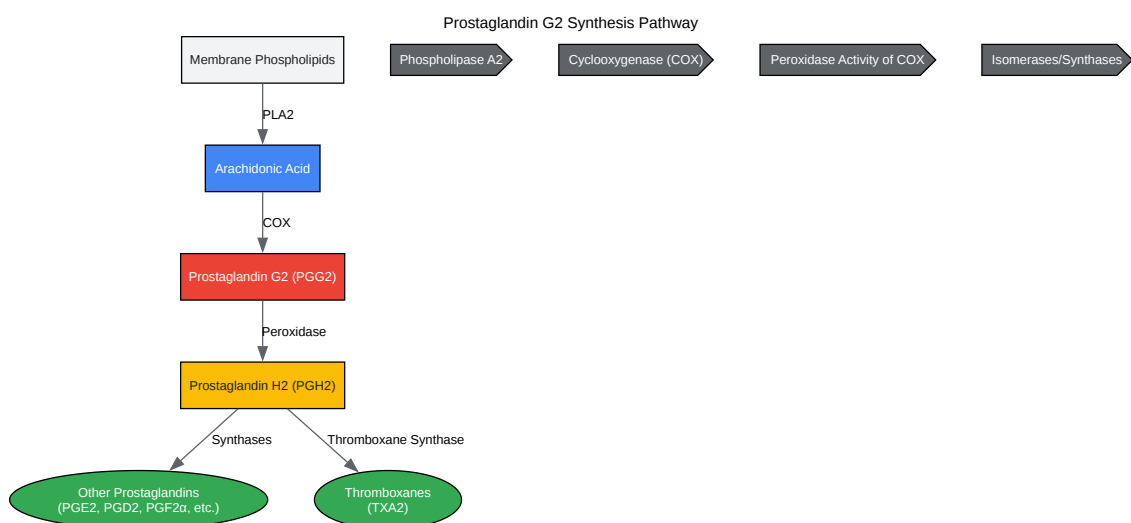 Prostaglandin G2 Synthesis Pathway
Membrane Phospholipids
Phospholipase A2
Cyclooxygenase (COX)
Peroxidase Activity of COX
Isomerases/Synthases
PLA2
Arachidonic Acid
COX
Prostaglandin G2 (PGG2)
Peroxidase
Prostaglandin H2 (PGH2)
Synthases
Thromboxane Synthase
Other Prostaglandins
(PGE2, PGD2, PGF2α, etc.)
Thromboxanes
(TXA2)